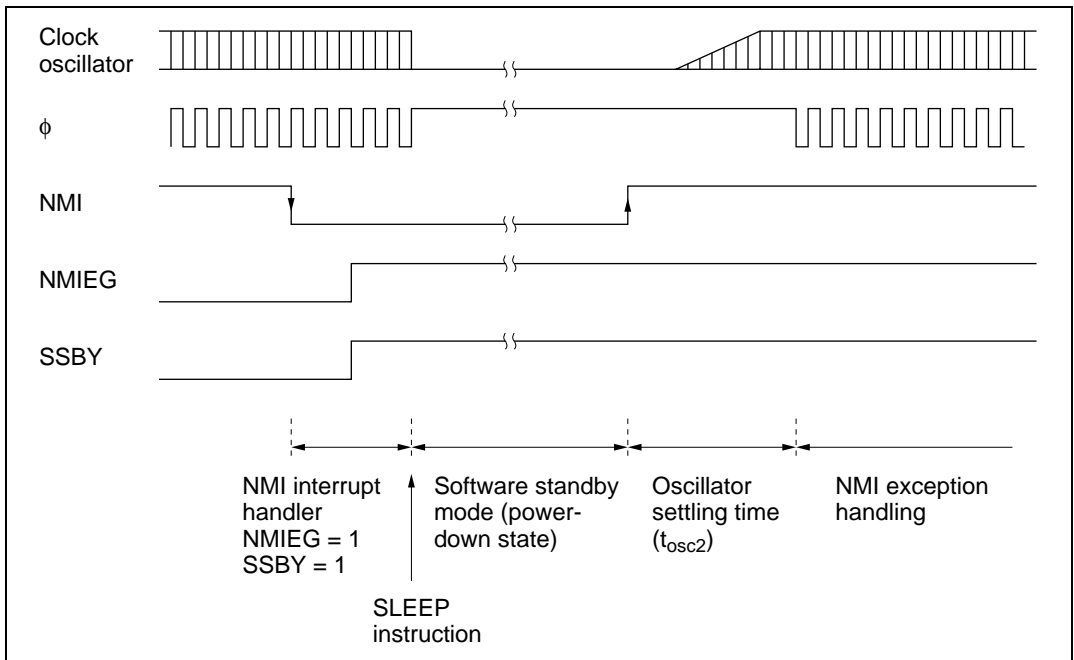 Clock
oscillator
ϕ
NMI
NMIEG
SSBY
NMI interrupt
handler
NMIEG = 1
SSBY = 1
Software standby
mode (power-
down state)
Oscillator
settling time
(tosc2)
NMI exception
handling
SLEEP
instruction